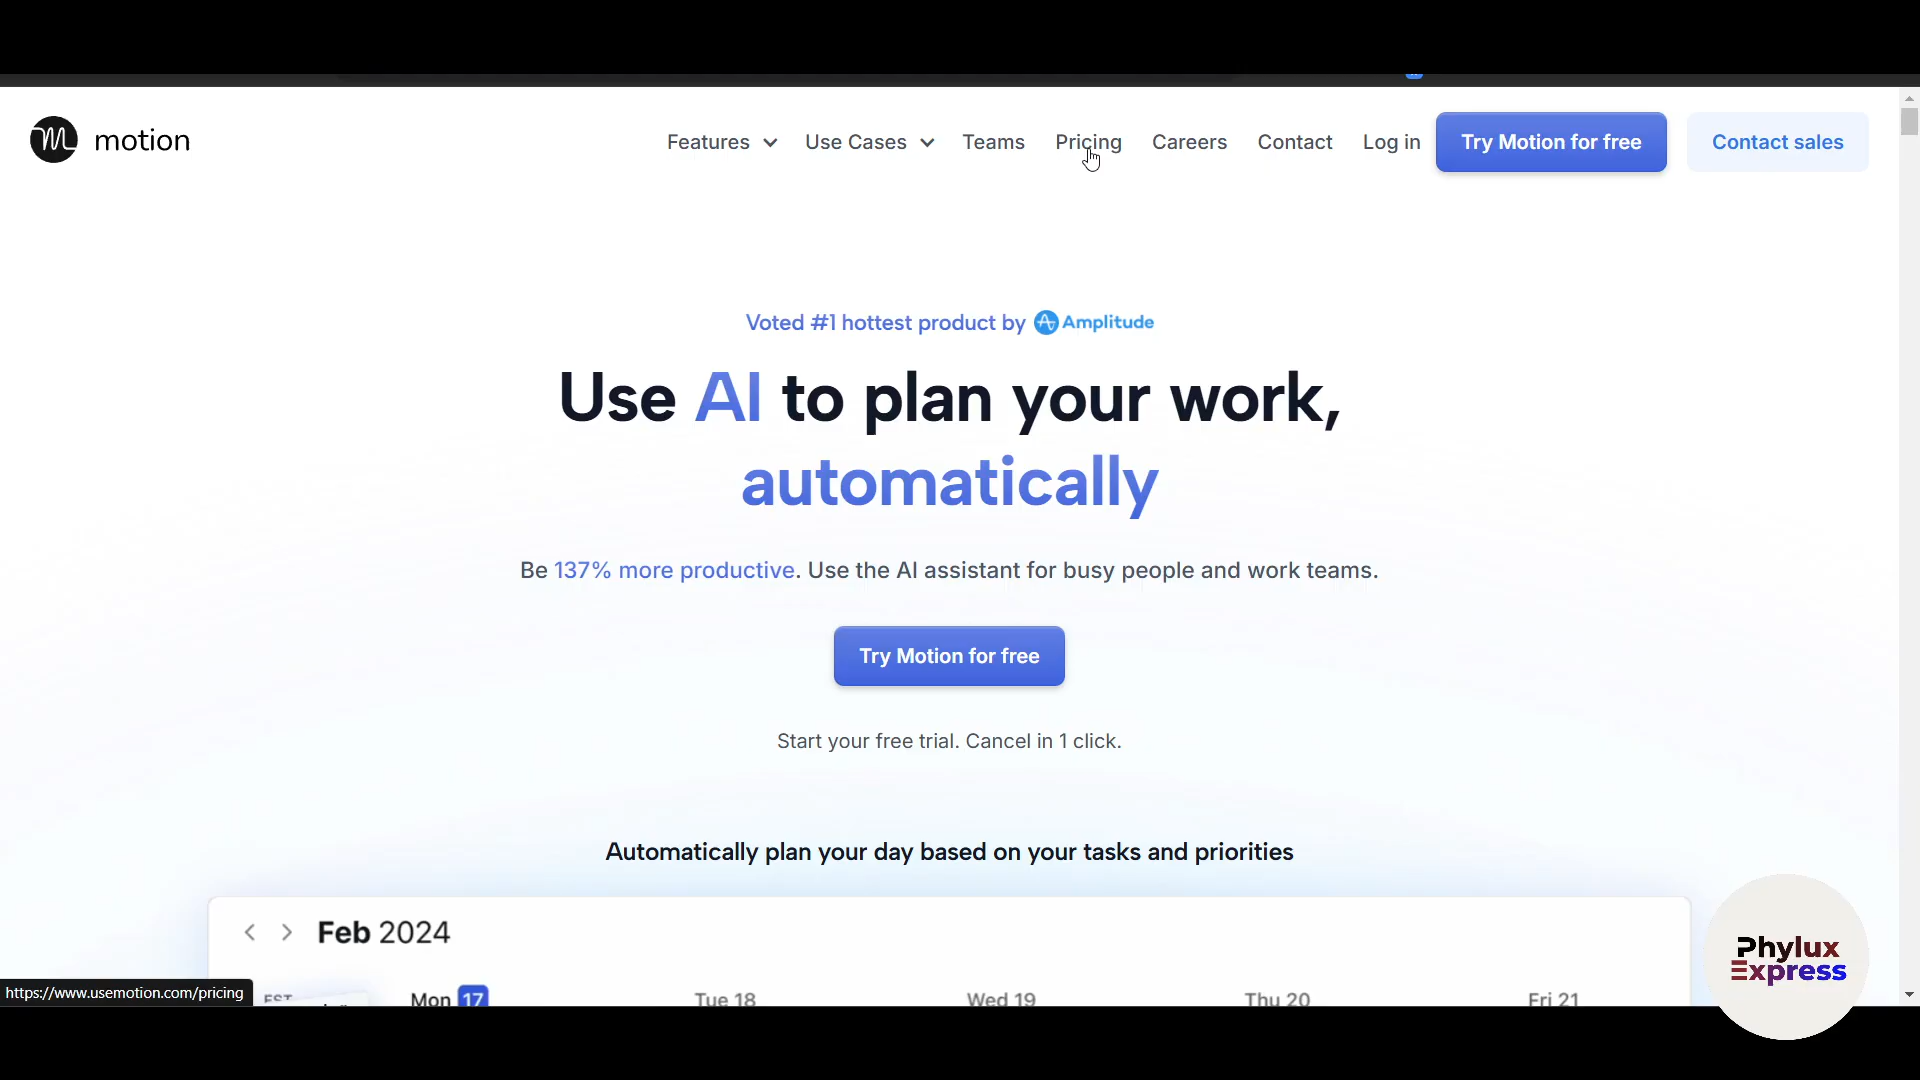 motion
Features Use Cases Teams Pricing Careers Contact Log in Try Motion for free Contact sales
Voted #1 hottest product by Amplitude
Use AI to plan your work,
automatically
Be 137% more productive. Use the AI assistant for busy people and work teams.
Try Motion for free
Start your free trial. Cancel in 1 click.
Automatically plan your day based on your tasks and priorities
Feb 2024
EST Mon 17 Tue 18 Wed 19 Thu 20 Fri 21
https://www.usemotion.com/pricing
Phylux
Express